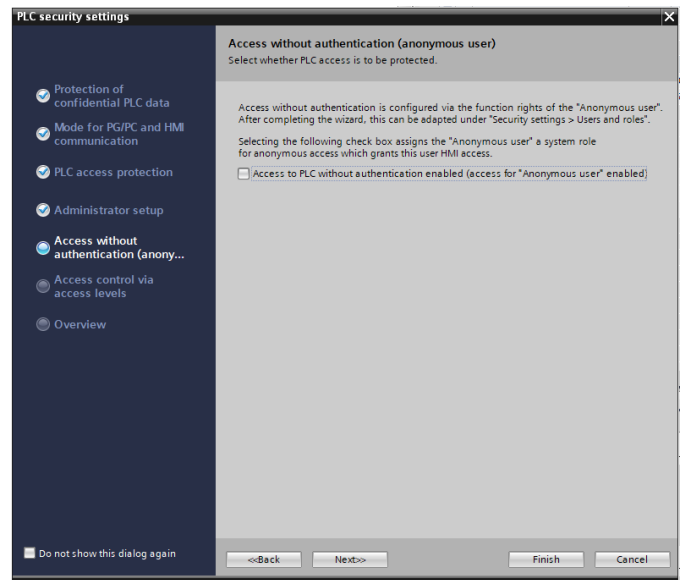 PLC security settings
Access without authentication (anonymous user)
Select whether PLC access is to be protected.
Protection of
confidential PLC data
Mode for PG/PC and HMI
communication
PLC access protection
Administrator setup
Access without
authentication (anony...
Access control via
access levels
Overview
Access without authentication is configured via the function rights of the "Anonymous user".
After completing the wizard, this can be adapted under "Security settings > Users and roles".
Selecting the following check box assigns the "Anonymous user" a system role
for anonymous access which grants this user HMI access.
Access to PLC without authentication enabled (access for "Anonymous user" enabled)
Do not show this dialog again
<<Back
Next>>
Finish
Cancel